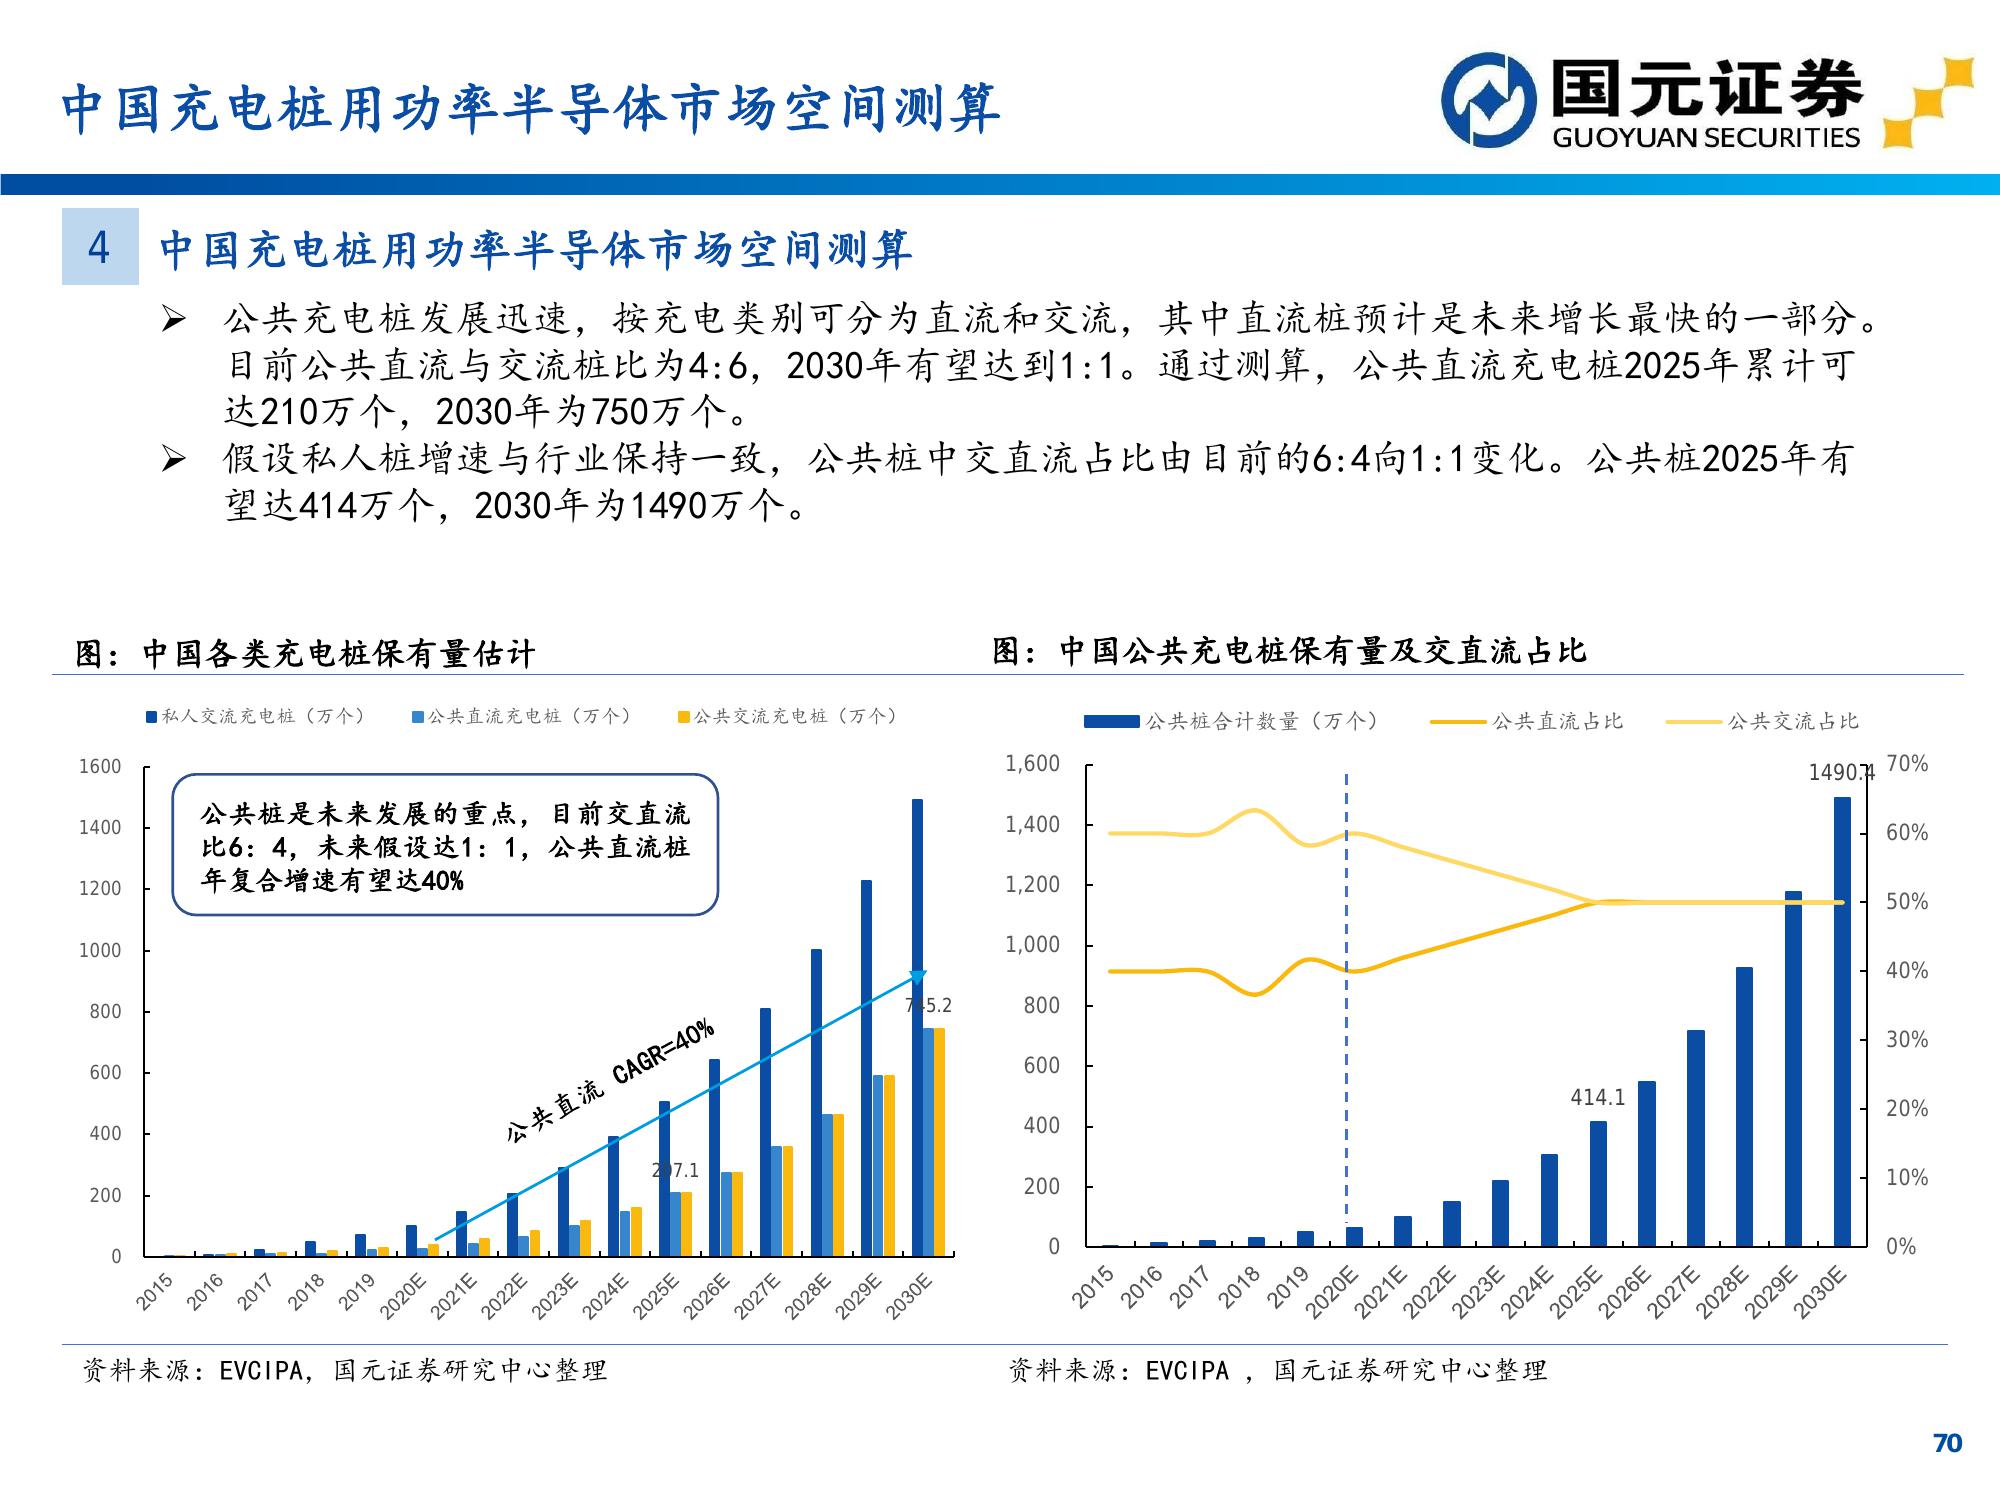 中国充电桩用功率半导体市场空间测算
国元证券
GUOYUAN SECURITIES
4
中国充电桩用功率半导体市场空间测算
➢ 公共充电桩发展迅速，按充电类别可分为直流和交流，其中直流桩预计是未来增长最快的一部分。
目前公共直流与交流桩比为4:6，2030年有望达到1:1。通过测算，公共直流充电桩2025年累计可
达210万个，2030年为750万个。
➢ 假设私人桩增速与行业保持一致，公共桩中交直流占比由目前的6:4向1:1变化。公共桩2025年有
望达414万个，2030年为1490万个。
图：中国各类充电桩保有量估计
私人交流充电桩（万个） 公共直流充电桩（万个） 公共交流充电桩（万个）
1600
1400
1200
1000
800
600
400
200
0
公共桩是未来发展的重点，目前交直流
比6：4，未来假设达1：1，公共直流桩
年复合增速有望达40%
公共直流 CAGR=40%
207.1
745.2
2015 2016 2017 2018 2019 2020E 2021E 2022E 2023E 2024E 2025E 2026E 2027E 2028E 2029E 2030E
资料来源：EVCIPA，国元证券研究中心整理
图：中国公共充电桩保有量及交直流占比
公共桩合计数量（万个） 公共直流占比 公共交流占比
1,600
1,400
1,200
1,000
800
600
400
200
0
414.1
1490.4
70%
60%
50%
40%
30%
20%
10%
0%
2015 2016 2017 2018 2019 2020E 2021E 2022E 2023E 2024E 2025E 2026E 2027E 2028E 2029E 2030E
资料来源：EVCIPA ，国元证券研究中心整理
70